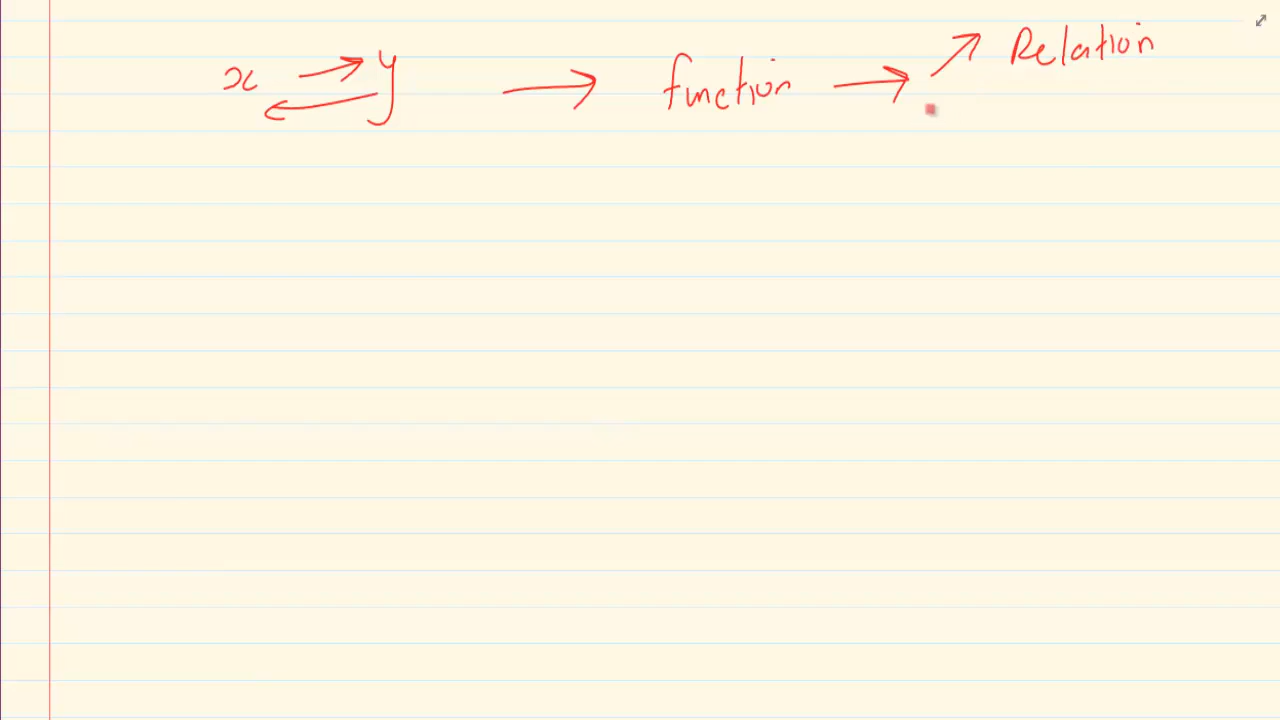 x → y → function → ↗ Relation